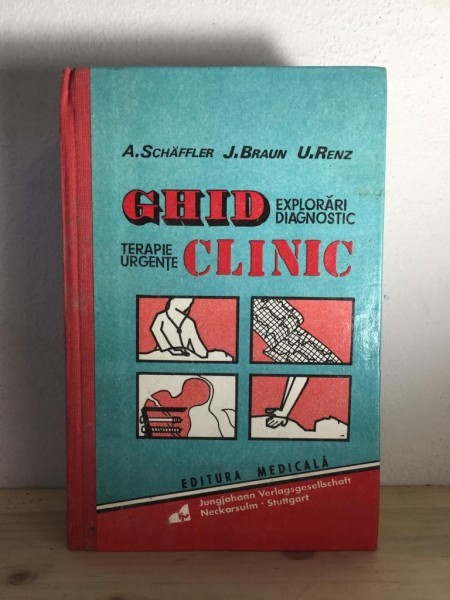 A.SCHÄFFLER J.BRAUN U.RENZ
GHID EXPLORĂRI
DIAGNOSTIC
TERAPIE
URGENȚE CLINIC
EDITURA MEDICALĂ
Jungjohann Verlagsgesellschaft
Neckarsulm · Stuttgart